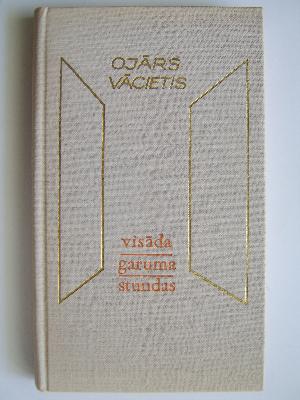 OJĀRS
VĀCIETIS
visāda
garuma
stundas